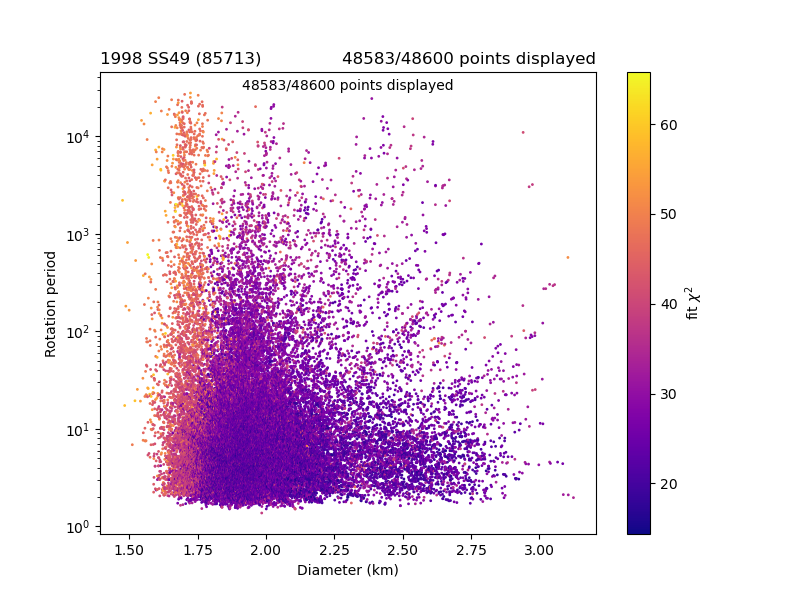 1998 SS49 (85713) 48583/48600 points displayed
48583/48600 points displayed
10⁴
10³
10²
10¹
10⁰
Rotation period
1.50 1.75 2.00 2.25 2.50 2.75 3.00
Diameter (km)
60
50
40
30
20
fit χ²